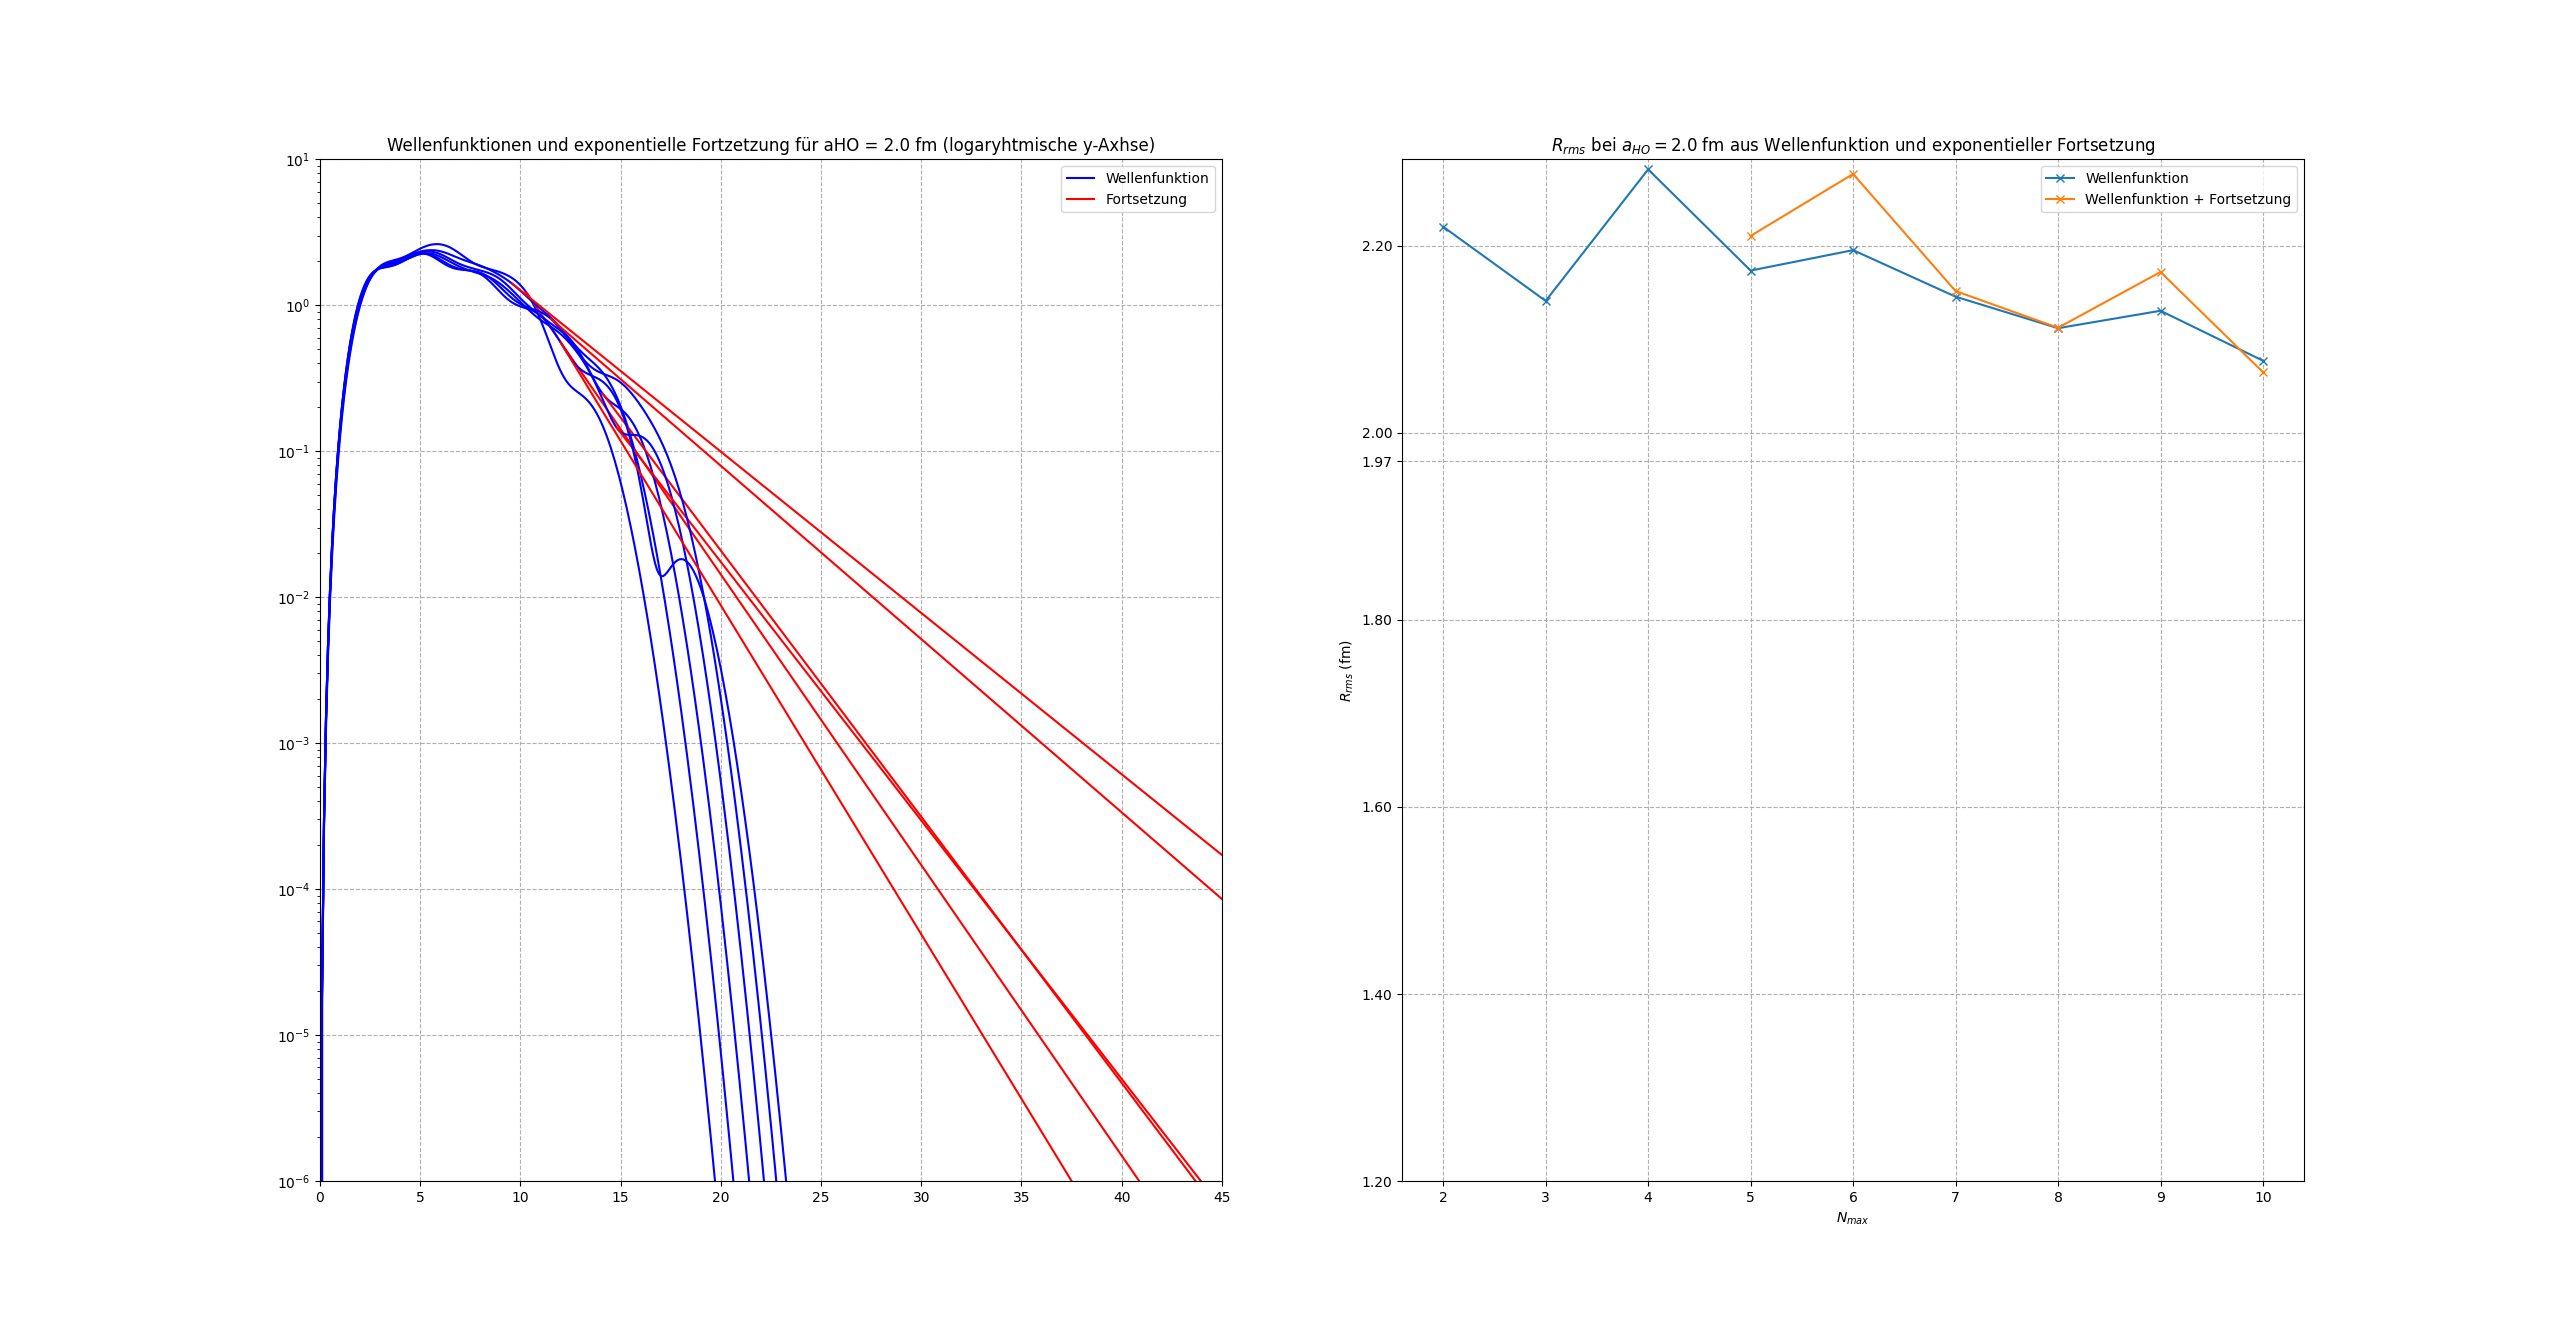 Wellenfunktionen und exponentielle Fortzetzung für aHO = 2.0 fm (logaryhtmische y-Axhse)
Wellenfunktion
Fortsetzung
10^1
10^0
10^-1
10^-2
10^-3
10^-4
10^-5
10^-6
0 5 10 15 20 25 30 35 40 45
R_rms bei a_HO = 2.0 fm aus Wellenfunktion und exponentieller Fortsetzung
Wellenfunktion
Wellenfunktion + Fortsetzung
R_rms (fm)
2.20
2.00
1.97
1.80
1.60
1.40
1.20
2 3 4 5 6 7 8 9 10
N_max